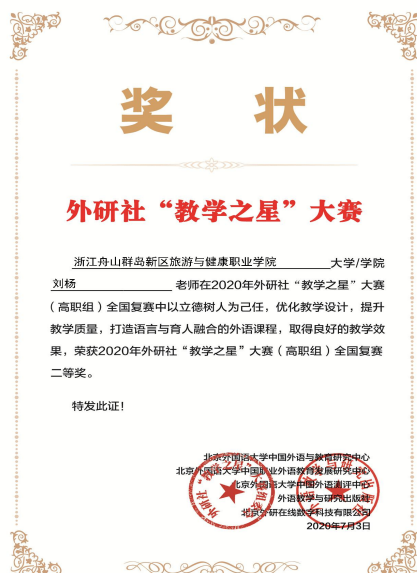 奖 状
外研社“教学之星”大赛
浙江舟山群岛新区旅游与健康职业学院 大学/学院
刘杨 老师在2020年外研社“教学之星”大赛
（高职组）全国复赛中以立德树人为己任，优化教学设计，提升
教学质量，打造语言与育人融合的外语课程，取得良好的教学效
果，荣获2020年外研社“教学之星”大赛（高职组）全国复赛
二等奖。
特发此证！
北京外国语大学中国外语与教育研究中心
北京外国语大学中国职业外语教育发展研究中心
北京外国语大学中国外语测评中心
外语教学与研究出版社
北京外研在线数字科技有限公司
2020年7月3日